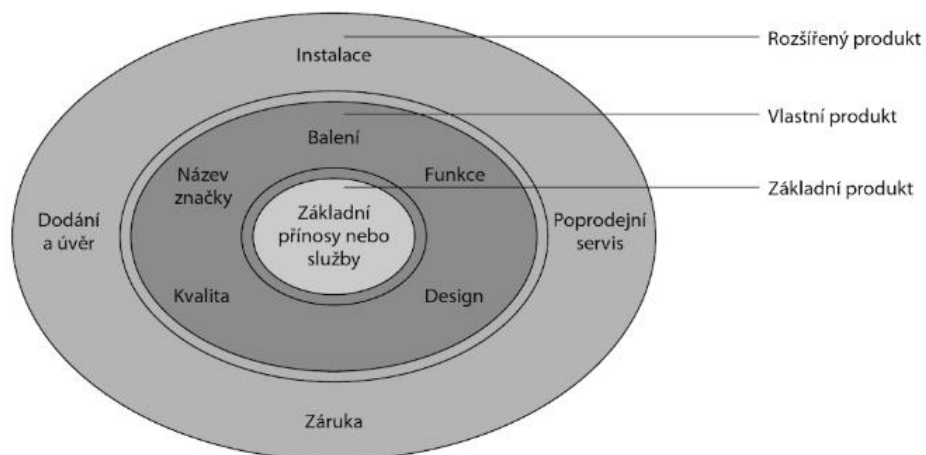 Rozšířený produkt
Instalace
Vlastní produkt
Balení
Název
značky
Funkce
Základní produkt
Dodání
a úvěr
Základní
přínosy nebo
služby
Poprodejní
servis
Kvalita
Design
Záruka